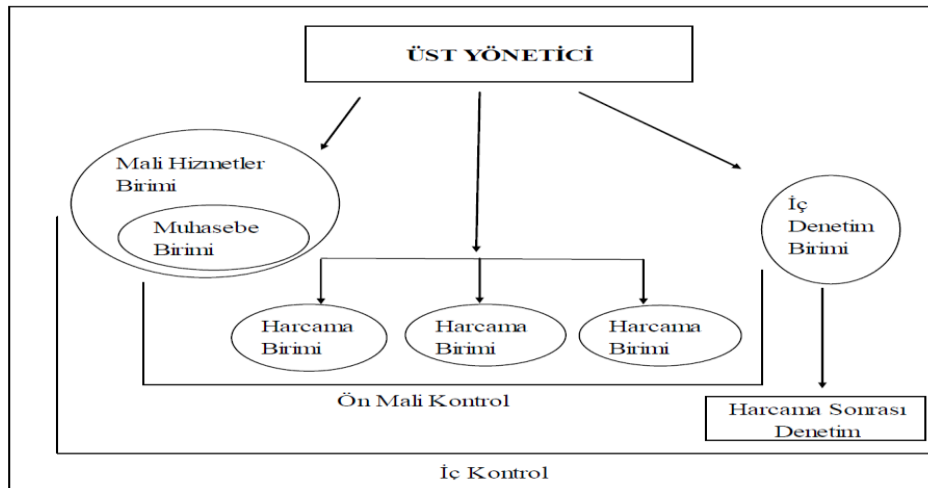 ÜST YÖNETİCİ
Mali Hizmetler
Birimi
Muhasebe
Birimi
İç
Denetim
Birimi
Harcama
Birimi
Harcama
Birimi
Harcama
Birimi
Ön Mali Kontrol
Harcama Sonrası
Denetim
İç Kontrol